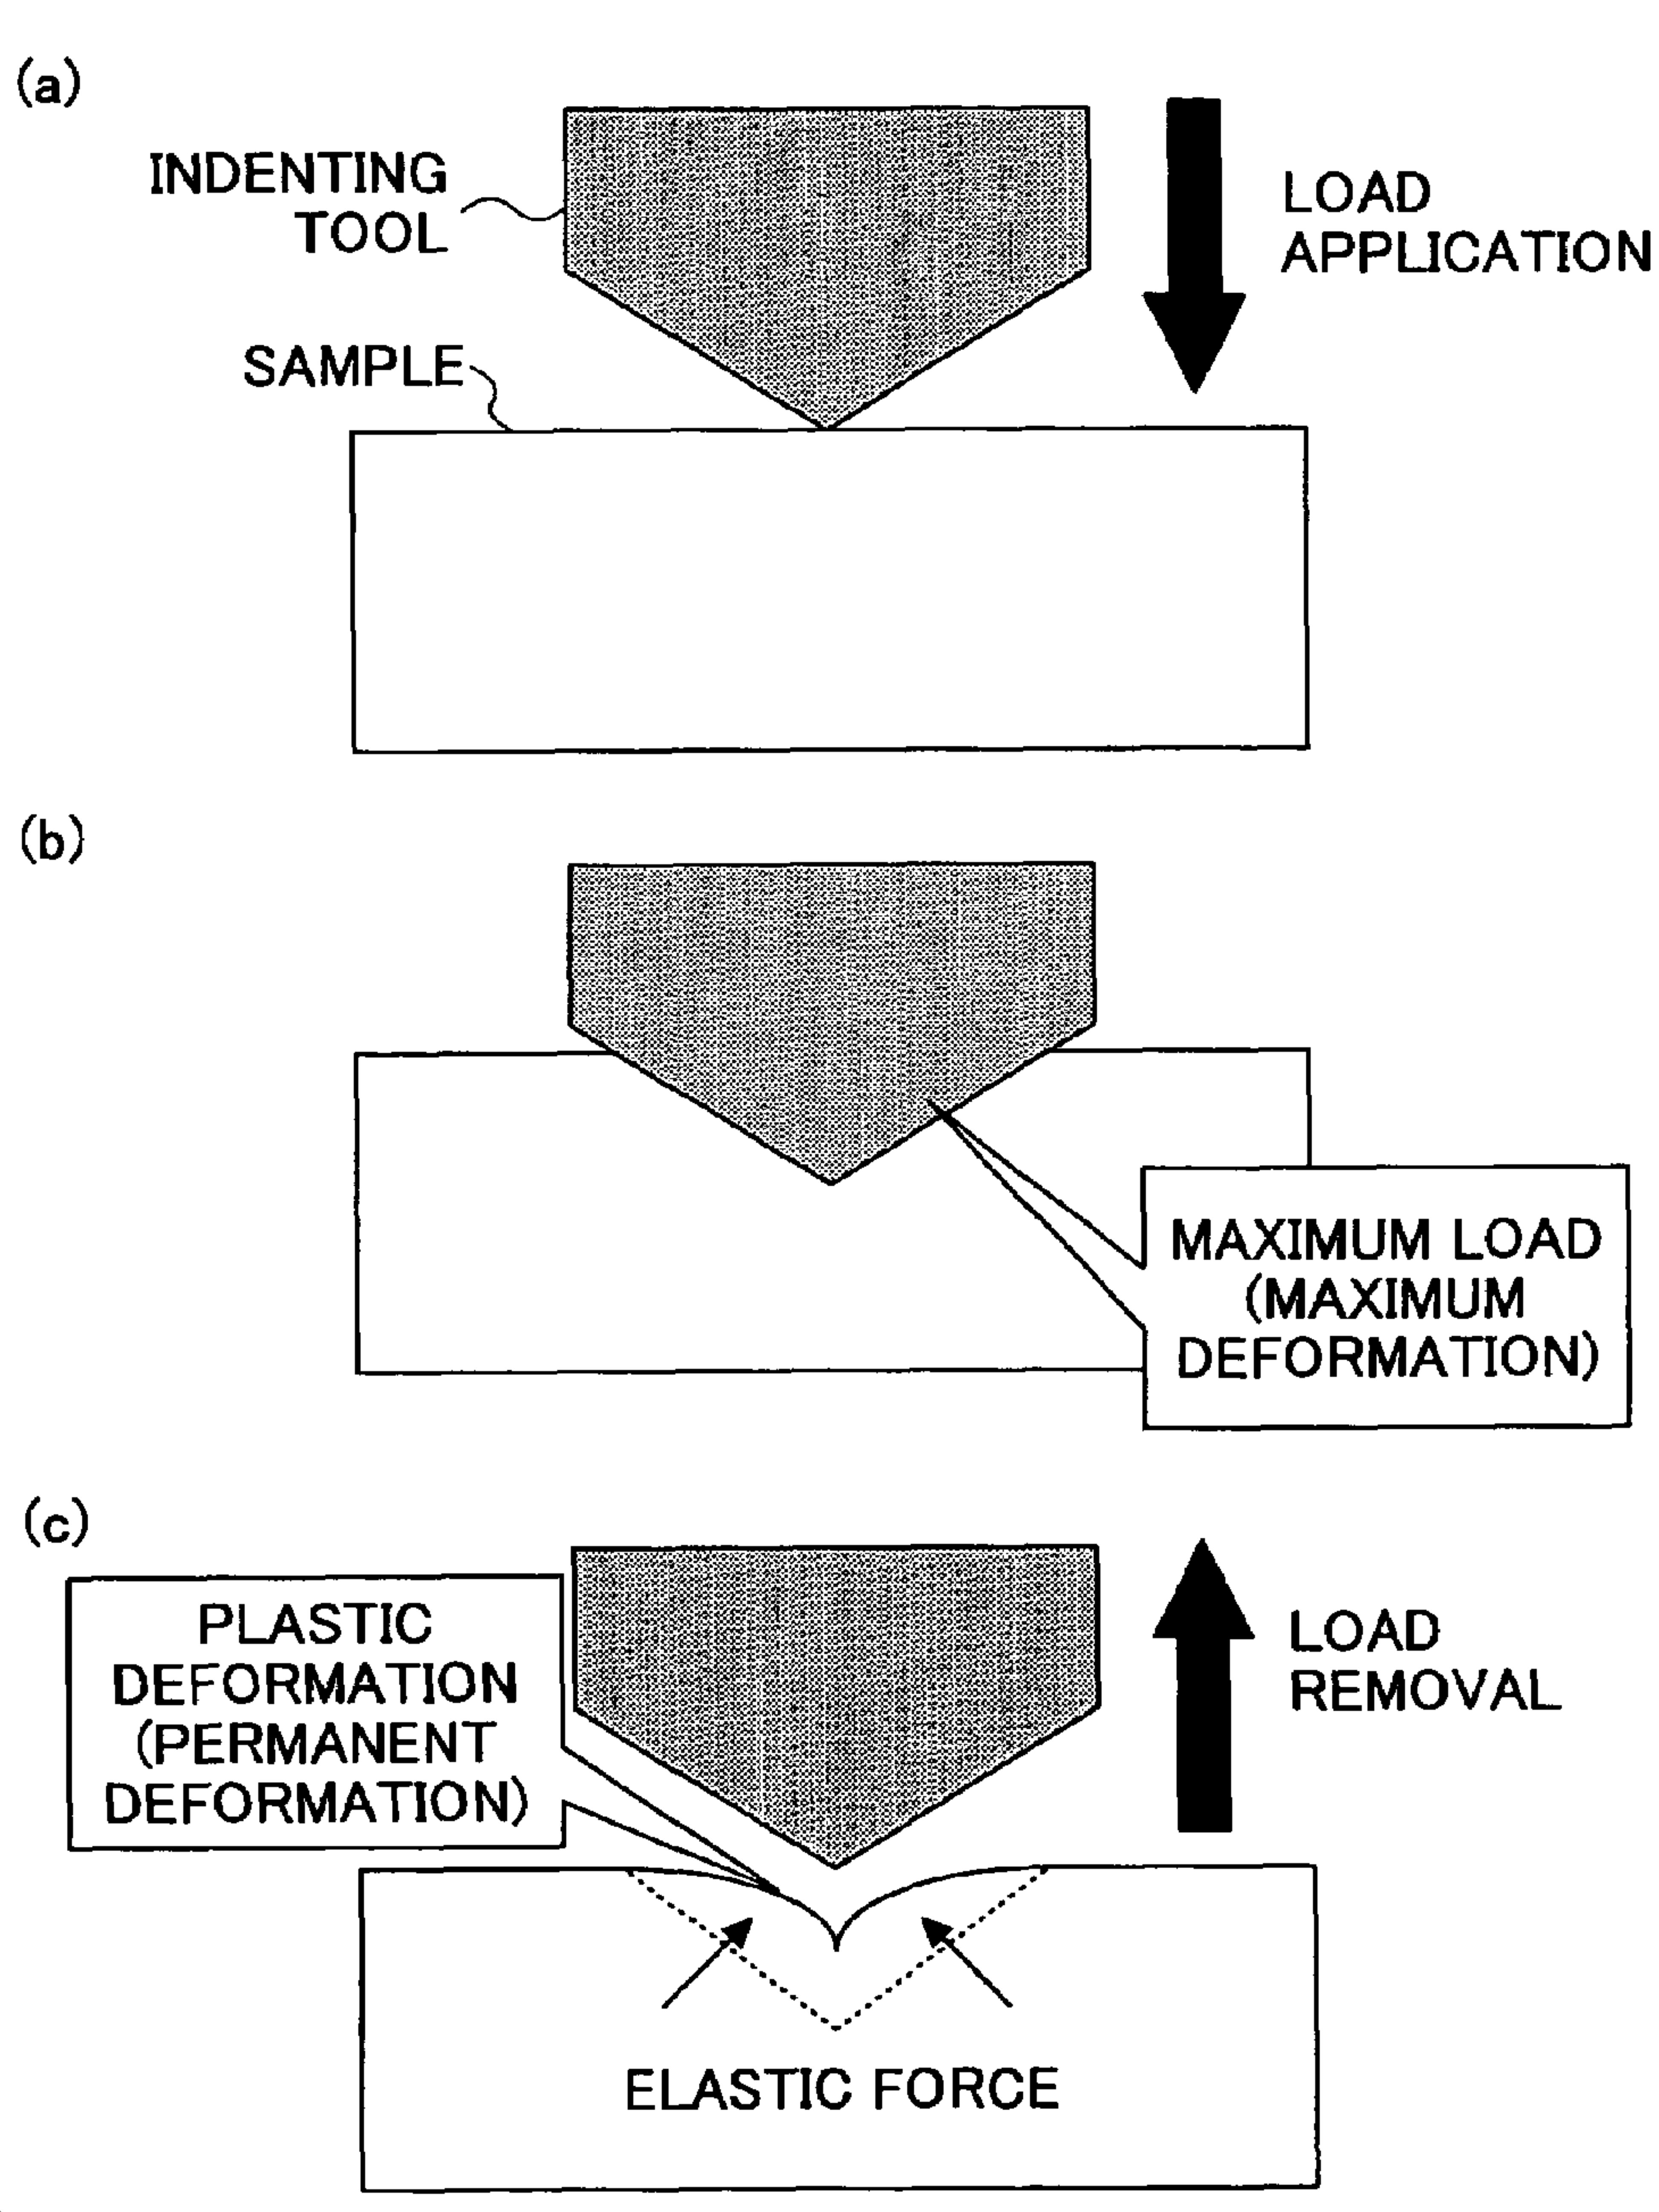 (a)
INDENTING
TOOL
LOAD
APPLICATION
SAMPLE
(b)
MAXIMUM LOAD
(MAXIMUM
DEFORMATION)
(c)
PLASTIC
DEFORMATION
(PERMANENT
DEFORMATION)
LOAD
REMOVAL
ELASTIC FORCE